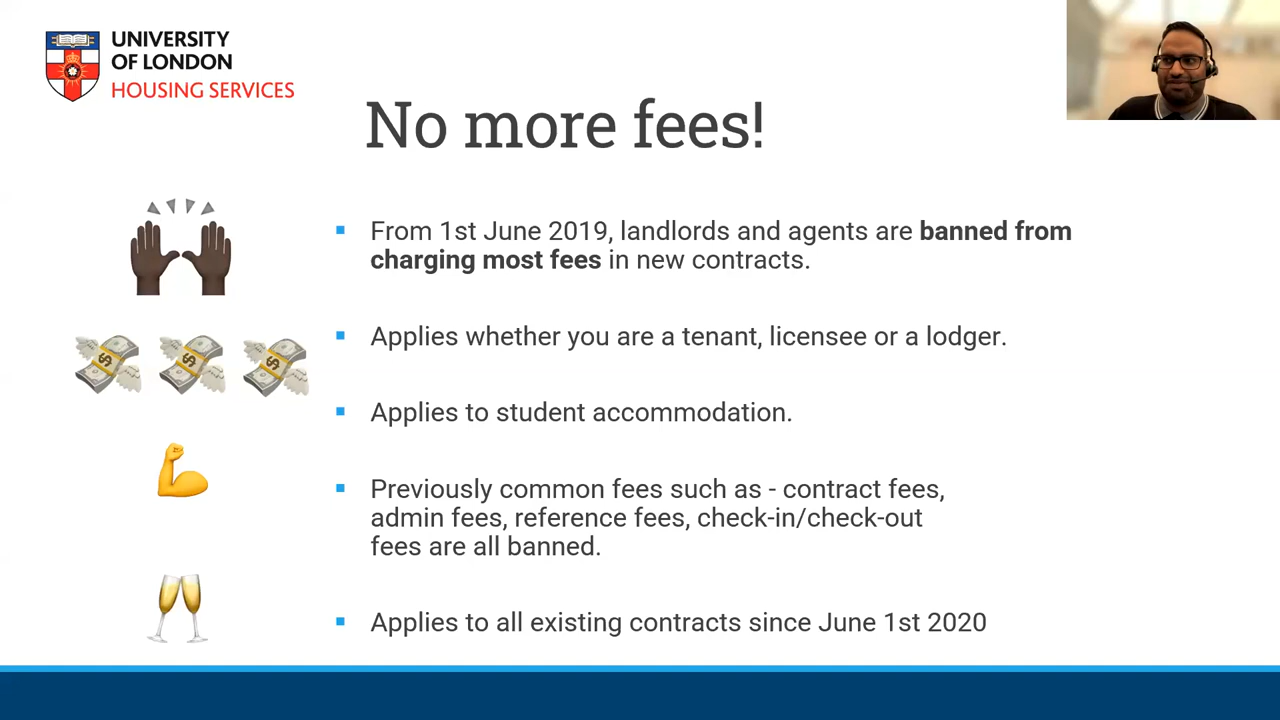 UNIVERSITY
OF LONDON
HOUSING SERVICES
No more fees!
From 1st June 2019, landlords and agents are banned from
charging most fees in new contracts.
Applies whether you are a tenant, licensee or a lodger.
Applies to student accommodation.
Previously common fees such as - contract fees,
admin fees, reference fees, check-in/check-out
fees are all banned.
Applies to all existing contracts since June 1st 2020